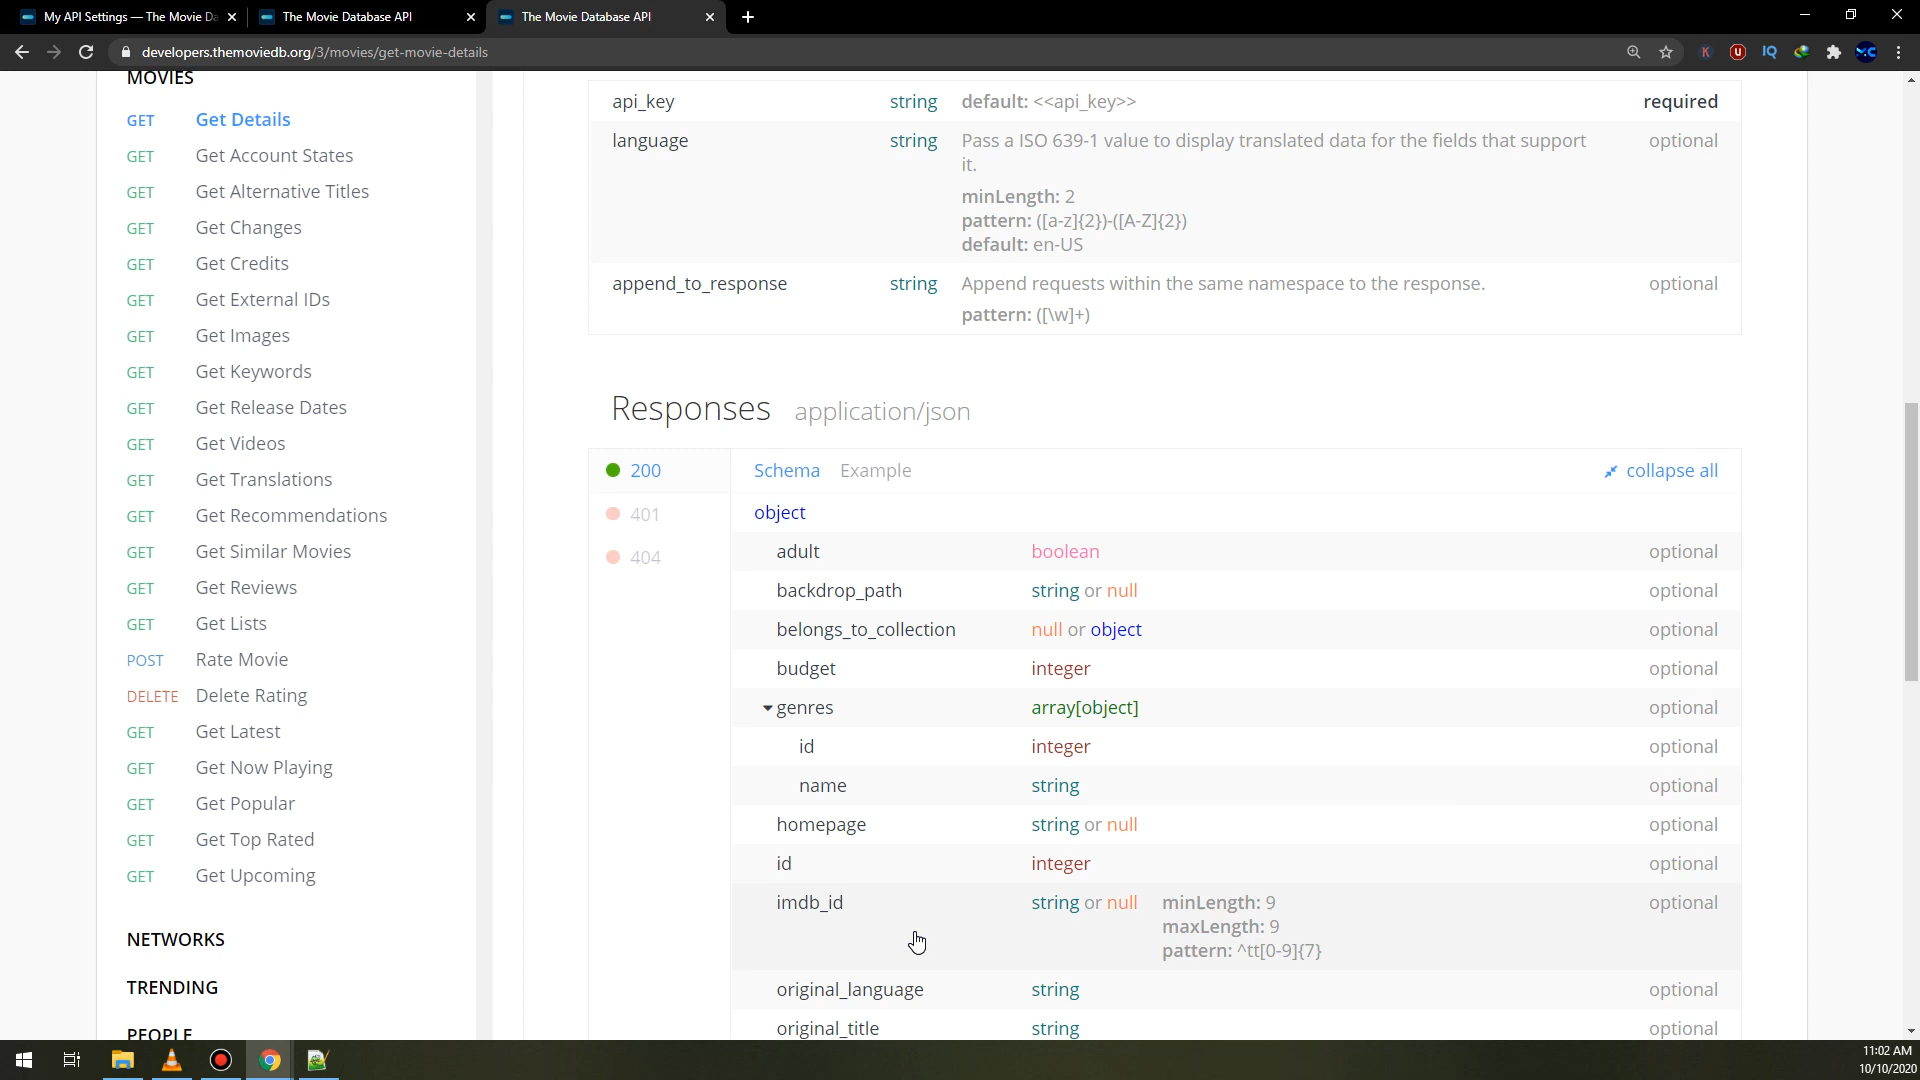 My API Settings — The Movie Da
The Movie Database API
The Movie Database API
developers.themoviedb.org/3/movies/get-movie-details
MOVIES
GET Get Details
GET Get Account States
GET Get Alternative Titles
GET Get Changes
GET Get Credits
GET Get External IDs
GET Get Images
GET Get Keywords
GET Get Release Dates
GET Get Videos
GET Get Translations
GET Get Recommendations
GET Get Similar Movies
GET Get Reviews
GET Get Lists
POST Rate Movie
DELETE Delete Rating
GET Get Latest
GET Get Now Playing
GET Get Popular
GET Get Top Rated
GET Get Upcoming
NETWORKS
TRENDING
PEOPLE
api_key string default: <<api_key>> required
language string Pass a ISO 639-1 value to display translated data for the fields that support optional
it.
minLength: 2
pattern: ([a-z]{2})-([A-Z]{2})
default: en-US
append_to_response string Append requests within the same namespace to the response. optional
pattern: ([\w]+)
Responses application/json
200 Schema Example collapse all
401 object
404
adult boolean optional
backdrop_path string or null optional
belongs_to_collection null or object optional
budget integer optional
genres array[object] optional
id integer optional
name string optional
homepage string or null optional
id integer optional
imdb_id string or null minLength: 9 optional
maxLength: 9
pattern: ^tt[0-9]{7}
original_language string optional
original_title string optional
11:02 AM
10/10/2020